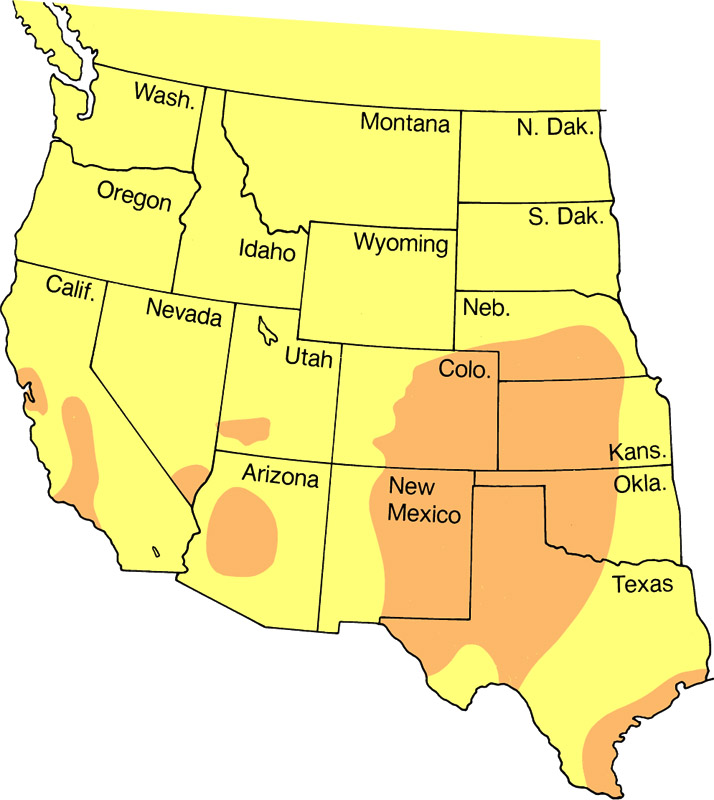 Wash.
Montana
N. Dak.
Oregon
S. Dak.
Idaho
Wyoming
Calif.
Nevada
Neb.
Utah
Colo.
Kans.
Arizona
New
Mexico
Okla.
Texas